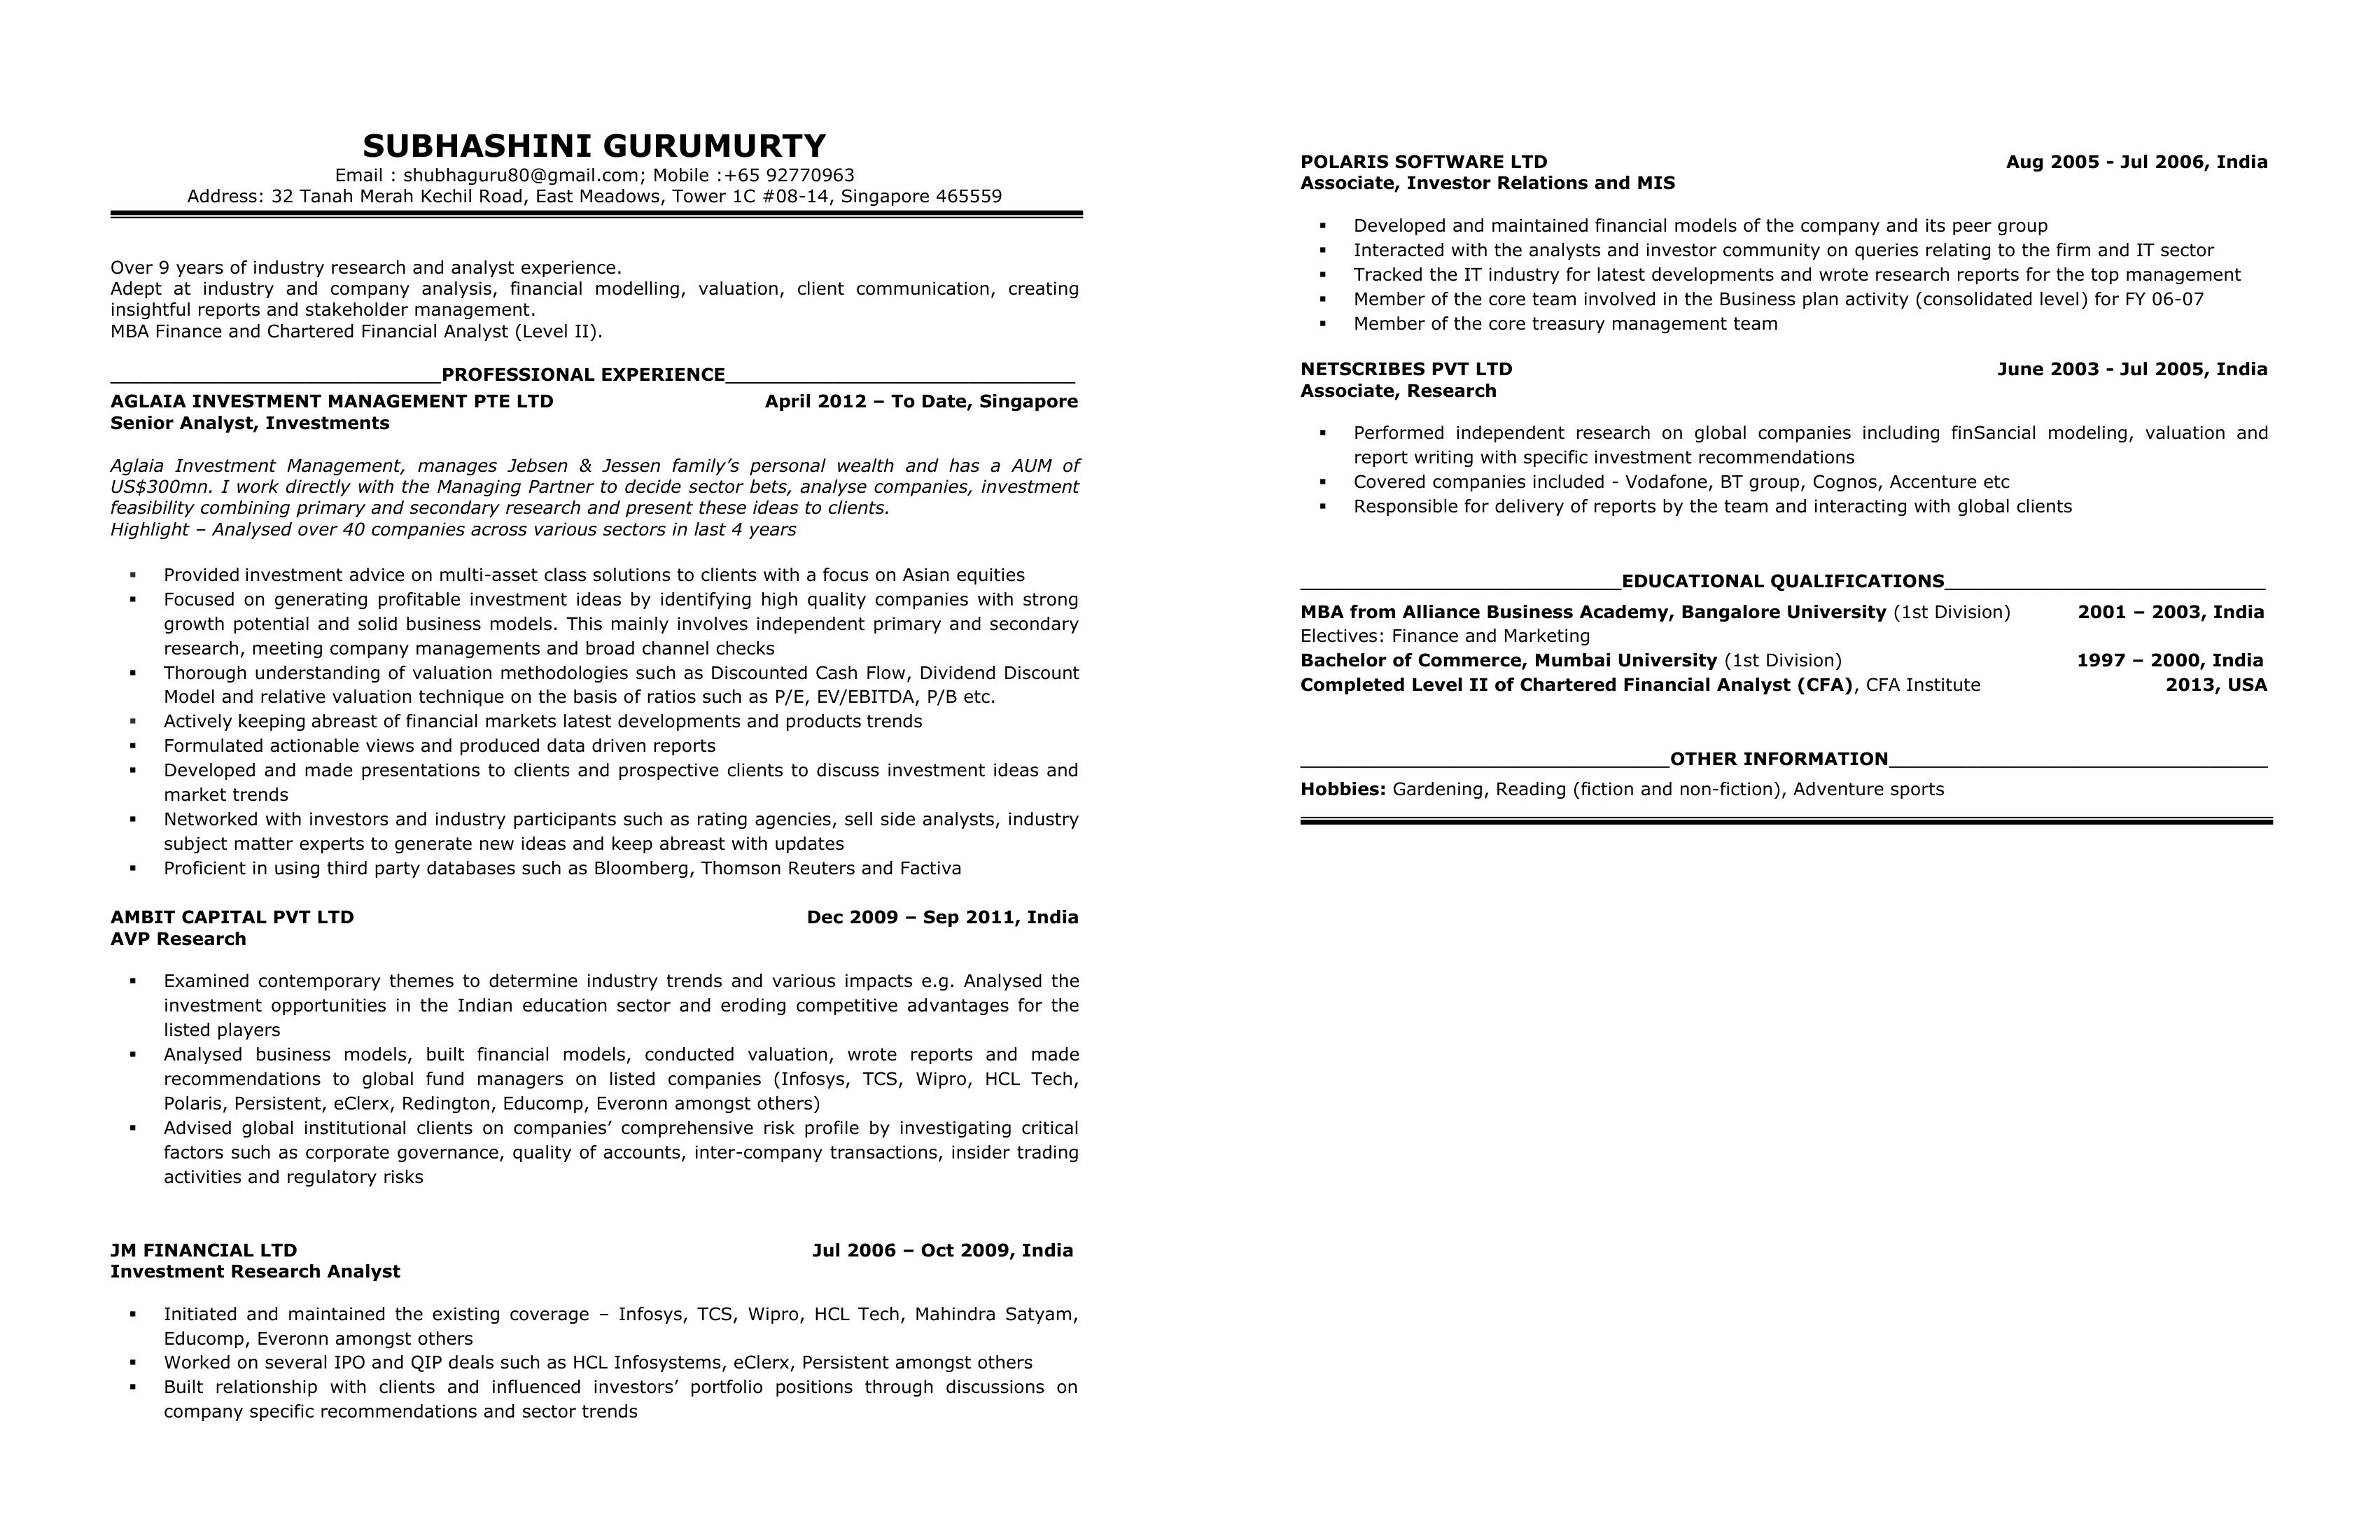 SUBHASHINI GURUMURTY
Email : shubhaguru80@gmail.com; Mobile :+65 92770963
Address: 32 Tanah Merah Kechil Road, East Meadows, Tower 1C #08-14, Singapore 465559
Over 9 years of industry research and analyst experience.
Adept at industry and company analysis, financial modelling, valuation, client communication, creating
insightful reports and stakeholder management.
MBA Finance and Chartered Financial Analyst (Level II).
PROFESSIONAL EXPERIENCE
AGLAIA INVESTMENT MANAGEMENT PTE LTD April 2012 – To Date, Singapore
Senior Analyst, Investments
Aglaia Investment Management, manages Jebsen & Jessen family’s personal wealth and has a AUM of
US$300mn. I work directly with the Managing Partner to decide sector bets, analyse companies, investment
feasibility combining primary and secondary research and present these ideas to clients.
Highlight – Analysed over 40 companies across various sectors in last 4 years
▪ Provided investment advice on multi-asset class solutions to clients with a focus on Asian equities
▪ Focused on generating profitable investment ideas by identifying high quality companies with strong
growth potential and solid business models. This mainly involves independent primary and secondary
research, meeting company managements and broad channel checks
▪ Thorough understanding of valuation methodologies such as Discounted Cash Flow, Dividend Discount
Model and relative valuation technique on the basis of ratios such as P/E, EV/EBITDA, P/B etc.
▪ Actively keeping abreast of financial markets latest developments and products trends
▪ Formulated actionable views and produced data driven reports
▪ Developed and made presentations to clients and prospective clients to discuss investment ideas and
market trends
▪ Networked with investors and industry participants such as rating agencies, sell side analysts, industry
subject matter experts to generate new ideas and keep abreast with updates
▪ Proficient in using third party databases such as Bloomberg, Thomson Reuters and Factiva
AMBIT CAPITAL PVT LTD Dec 2009 – Sep 2011, India
AVP Research
▪ Examined contemporary themes to determine industry trends and various impacts e.g. Analysed the
investment opportunities in the Indian education sector and eroding competitive advantages for the
listed players
▪ Analysed business models, built financial models, conducted valuation, wrote reports and made
recommendations to global fund managers on listed companies (Infosys, TCS, Wipro, HCL Tech,
Polaris, Persistent, eClerx, Redington, Educomp, Everonn amongst others)
▪ Advised global institutional clients on companies’ comprehensive risk profile by investigating critical
factors such as corporate governance, quality of accounts, inter-company transactions, insider trading
activities and regulatory risks
JM FINANCIAL LTD Jul 2006 – Oct 2009, India
Investment Research Analyst
▪ Initiated and maintained the existing coverage – Infosys, TCS, Wipro, HCL Tech, Mahindra Satyam,
Educomp, Everonn amongst others
▪ Worked on several IPO and QIP deals such as HCL Infosystems, eClerx, Persistent amongst others
▪ Built relationship with clients and influenced investors’ portfolio positions through discussions on
company specific recommendations and sector trends
POLARIS SOFTWARE LTD Aug 2005 - Jul 2006, India
Associate, Investor Relations and MIS
▪ Developed and maintained financial models of the company and its peer group
▪ Interacted with the analysts and investor community on queries relating to the firm and IT sector
▪ Tracked the IT industry for latest developments and wrote research reports for the top management
▪ Member of the core team involved in the Business plan activity (consolidated level) for FY 06-07
▪ Member of the core treasury management team
NETSCRIBES PVT LTD June 2003 - Jul 2005, India
Associate, Research
▪ Performed independent research on global companies including finSancial modeling, valuation and
report writing with specific investment recommendations
▪ Covered companies included - Vodafone, BT group, Cognos, Accenture etc
▪ Responsible for delivery of reports by the team and interacting with global clients
EDUCATIONAL QUALIFICATIONS
MBA from Alliance Business Academy, Bangalore University (1st Division) 2001 – 2003, India
Electives: Finance and Marketing
Bachelor of Commerce, Mumbai University (1st Division) 1997 – 2000, India
Completed Level II of Chartered Financial Analyst (CFA), CFA Institute 2013, USA
OTHER INFORMATION
Hobbies: Gardening, Reading (fiction and non-fiction), Adventure sports